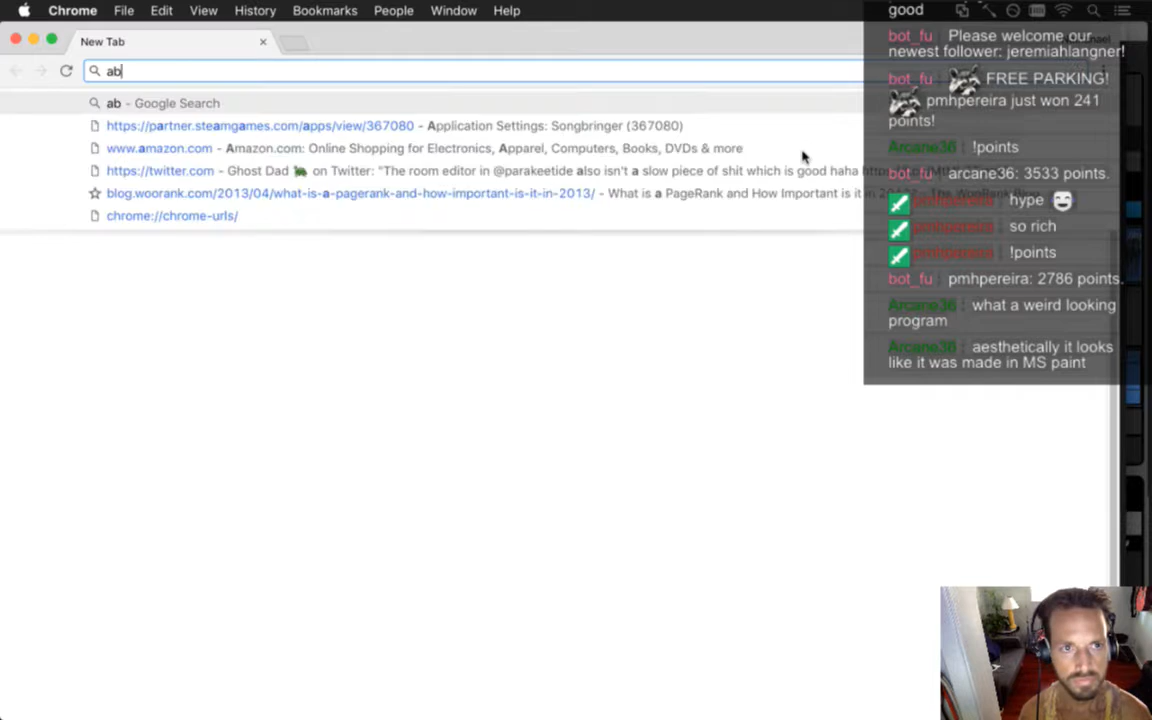 Chrome File Edit View History Bookmarks People Window Help
New Tab
ab
ab - Google Search
https://partner.steamgames.com/apps/view/367080 - Application Settings: Songbringer (367080)
www.amazon.com - Amazon.com: Online Shopping for Electronics, Apparel, Computers, Books, DVDs & more
https://twitter.com - Ghost Dad 🐲 on Twitter: "The room editor in @parakeetide also isn't a slow piece of shit which is good haha
blog.woorank.com/2013/04/what-is-a-pagerank-and-how-important-is-it-in-2013/ - What is a PageRank and How Important is it
chrome://chrome-urls/
good
bot_fu Please welcome our
newest follower: jeremiahlangner!
bot_fu FREE PARKING!
pmhpereira just won 241
points!
Arcane36 !points
bot_fu arcane36: 3533 points.
pmhpereira hype
pmhpereira so rich
pmhpereira !points
bot_fu pmhpereira: 2786 points.
Arcane36 what a weird looking
program
Arcane36 aesthetically it looks
like it was made in MS paint